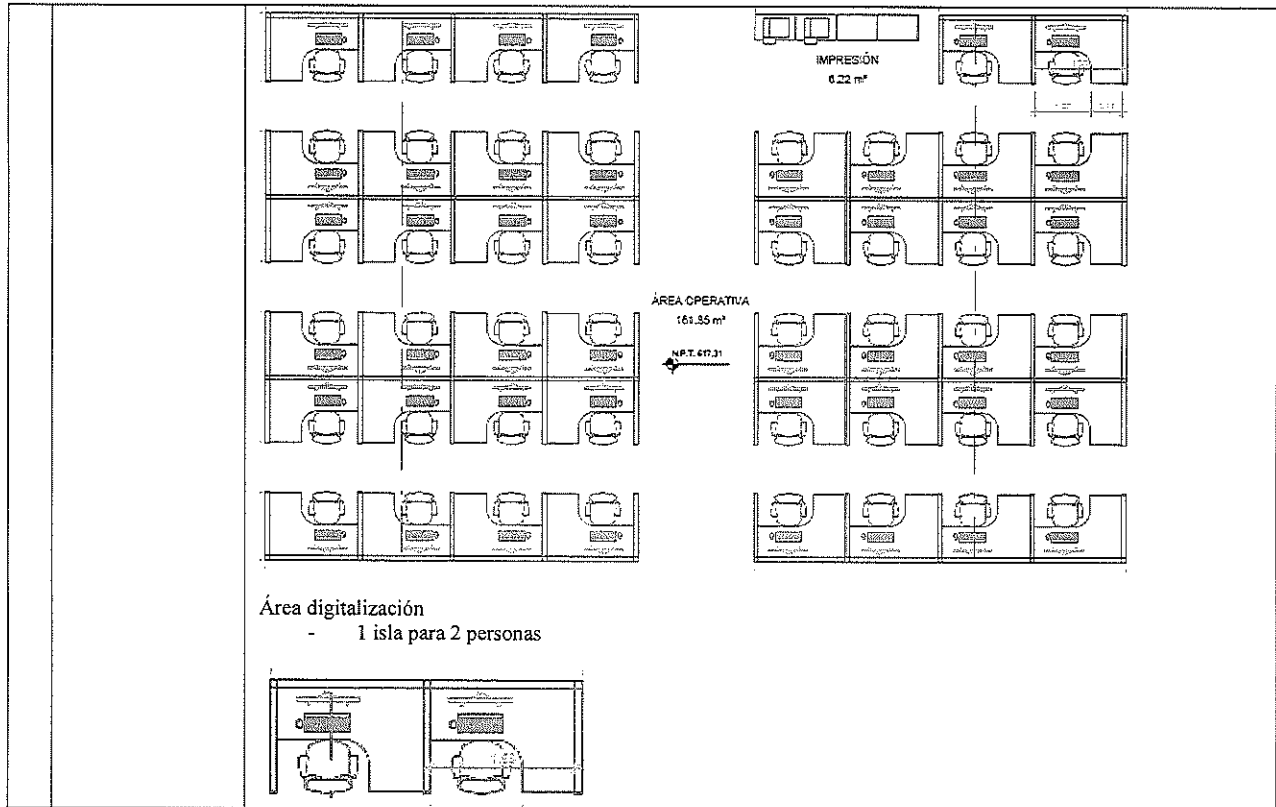 IMPRESIÓN
6.22 m²
ÁREA OPERATIVA
N.P.T. 617.31
Área digitalización
- 1 isla para 2 personas